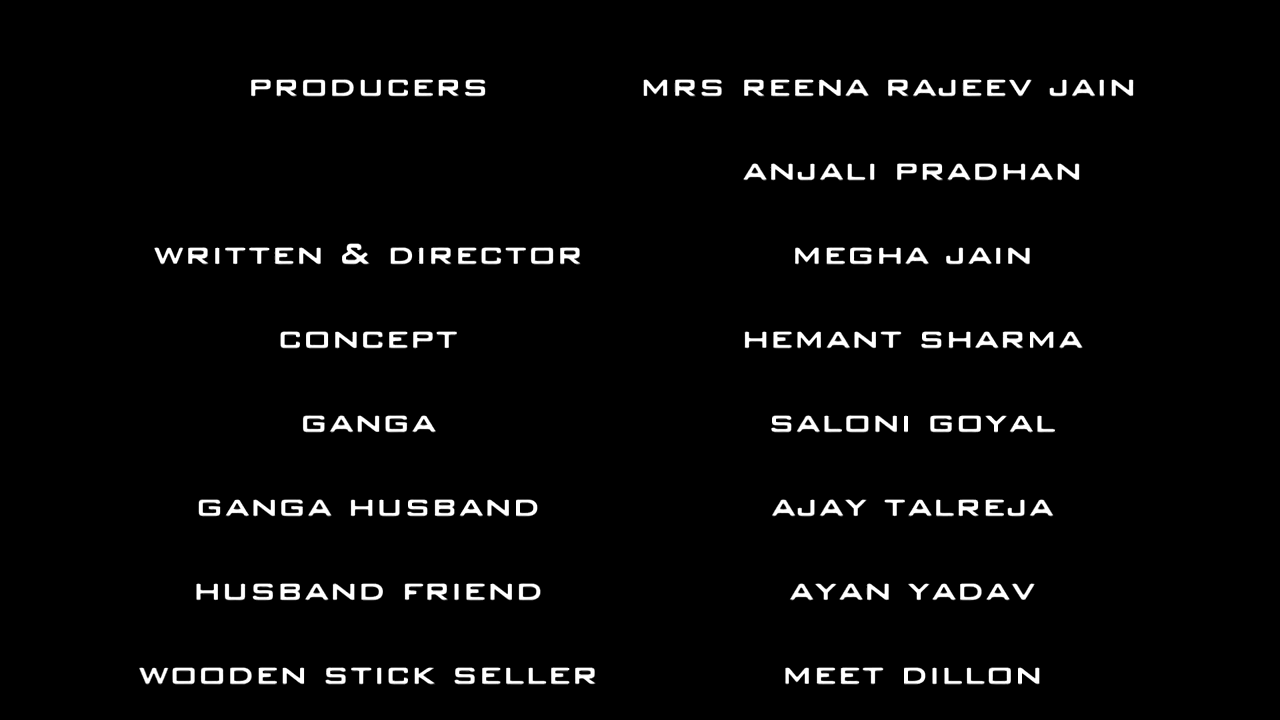 PRODUCERS MRS REENA RAJEEV JAIN
ANJALI PRADHAN
WRITTEN & DIRECTOR MEGHA JAIN
CONCEPT HEMANT SHARMA
GANGA SALONI GOYAL
GANGA HUSBAND AJAY TALREJA
HUSBAND FRIEND AYAN YADAV
WOODEN STICK SELLER MEET DILLON